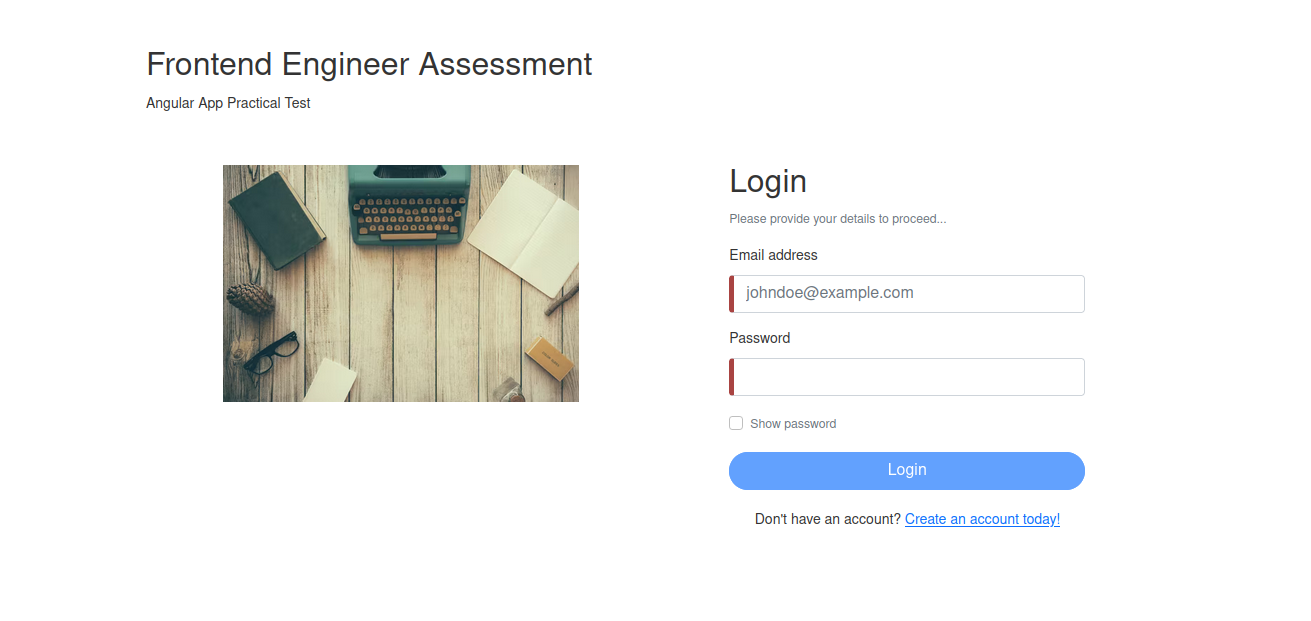 Frontend Engineer Assessment
Angular App Practical Test
Login
Please provide your details to proceed...
Email address
johndoe@example.com
Password
Show password
Login
Don't have an account? Create an account today!